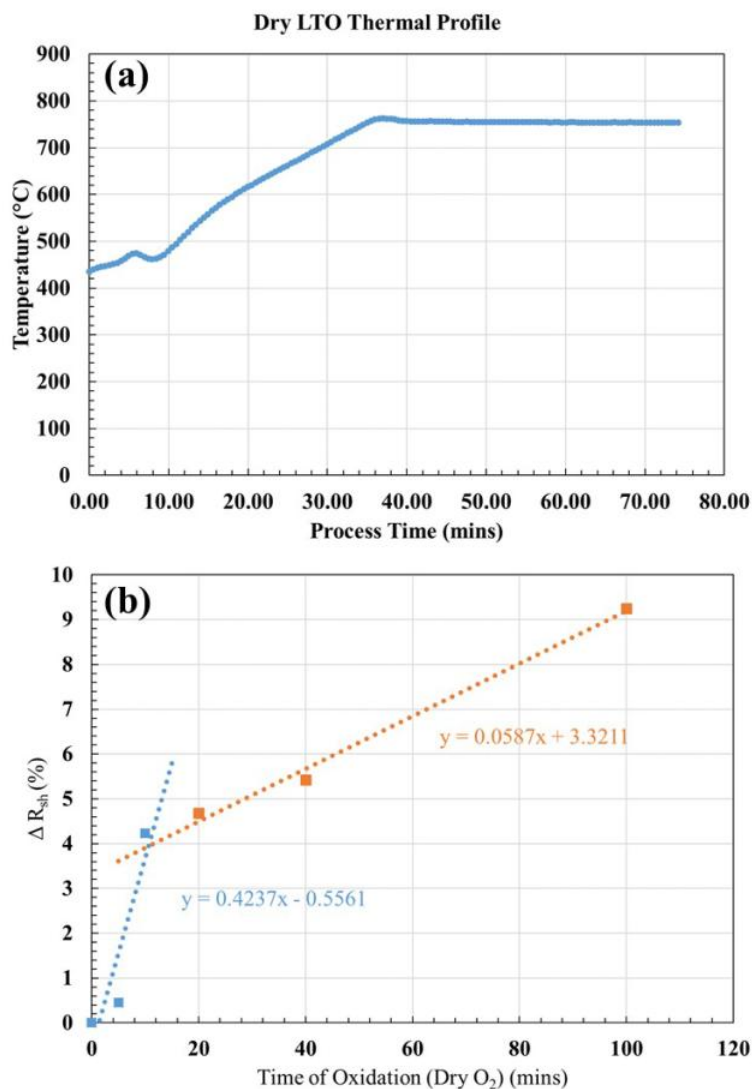 Dry LTO Thermal Profile
(a)
900
800
700
600
500
400
300
200
100
0
Temperature (°C)
0.00 10.00 20.00 30.00 40.00 50.00 60.00 70.00 80.00
Process Time (mins)
(b)
10
9
8
7
6
5
4
3
2
1
0
Δ Rsh (%)
y = 0.0587x + 3.3211
y = 0.4237x - 0.5561
0 20 40 60 80 100 120
Time of Oxidation (Dry O2) (mins)